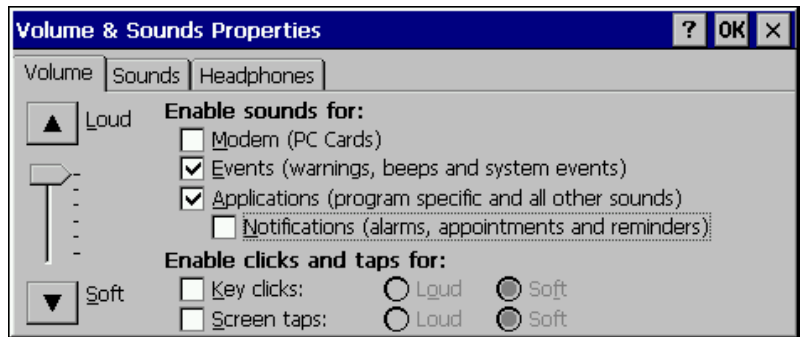 Volume & Sounds Properties ? OK ×
Volume Sounds Headphones
Loud
Enable sounds for:
Modem (PC Cards)
Events (warnings, beeps and system events)
Applications (program specific and all other sounds)
Notifications (alarms, appointments and reminders)
Soft
Enable clicks and taps for:
Key clicks: Loud Soft
Screen taps: Loud Soft